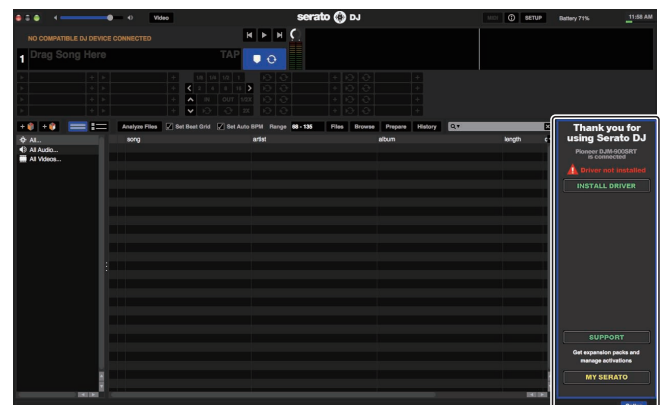 Video
serato DJ
SETUP
Battery 71%
11:58 AM
NO COMPATIBLE DJ DEVICE CONNECTED
1 Drag Song Here
TAP
IN OUT
Analyze Files
Set Beat Grid
Set Auto BPM
Range 68 - 135
Files
Browse
Prepare
History
All...
All Audio...
All Videos...
song
artist
album
length
Thank you for
using Serato DJ
Pioneer DJM-900SRT
is connected
Driver not installed
INSTALL DRIVER
SUPPORT
Get expansion packs and
manage activations
MY SERATO